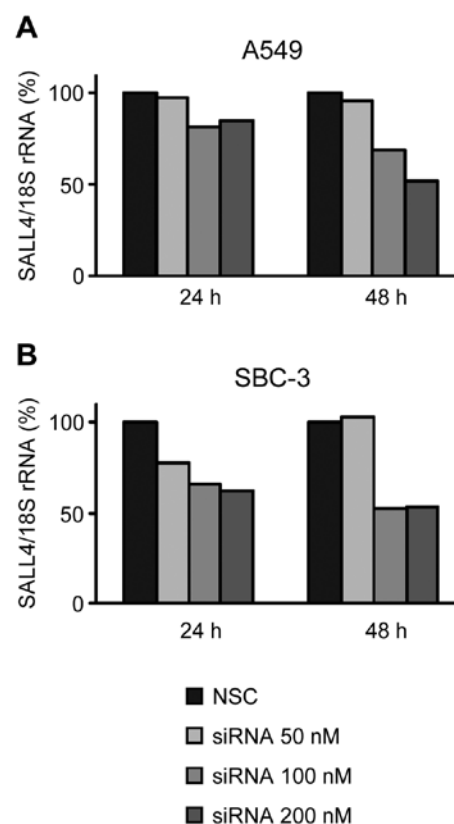 A
A549
SALL4/18S rRNA (%)
100
50
0
24 h 48 h
B
SBC-3
SALL4/18S rRNA (%)
100
50
0
24 h 48 h
NSC
siRNA 50 nM
siRNA 100 nM
siRNA 200 nM